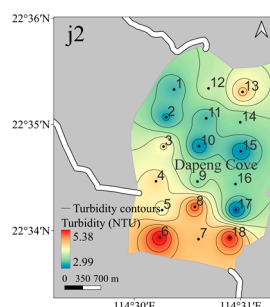 22°36′N
j2
1
12
13
2
11
14
22°35′N
3
10
15
Dapeng Cove
4
9
16
Turbidity contours
5
8
17
Turbidity (NTU)
5.38
22°34′N
6
7
18
2.99
0 350 700 m
114°30′E
114°31′E